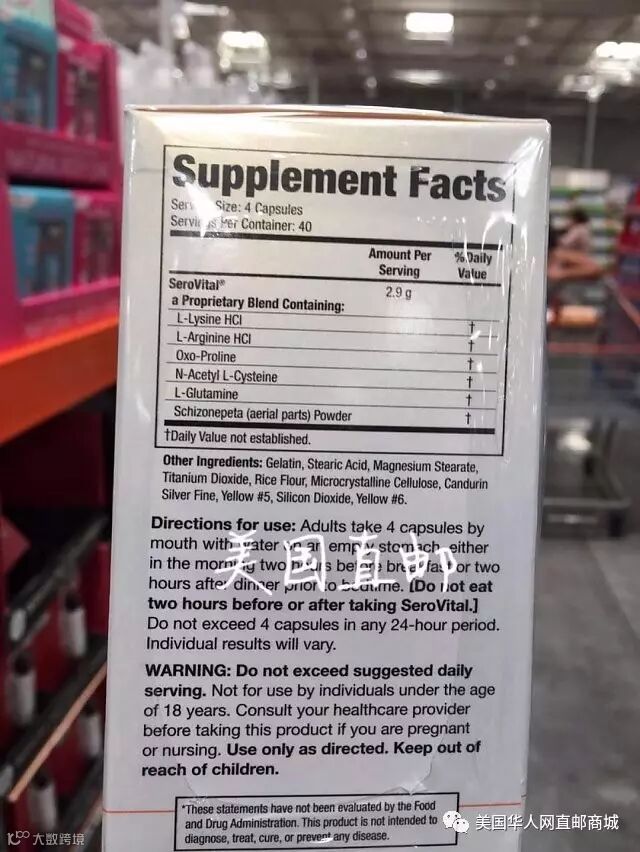 Supplement Facts
Size: 4 Capsules
Per Container: 40
Amount Per
Serving
% Daily
Value
SeroVital®
a Proprietary Blend Containing:
2.9 g
L-Lysine HCl †
L-Arginine HCl †
Oxo-Proline †
N-Acetyl L-Cysteine †
L-Glutamine †
Schizonepeta (aerial parts) Powder †
†Daily Value not established.
Other Ingredients: Gelatin, Stearic Acid, Magnesium Stearate,
Titanium Dioxide, Rice Flour, Microcrystalline Cellulose, Candurin
Silver Fine, Yellow #5, Silicon Dioxide, Yellow #6.
Directions for use: Adults take 4 capsules by
mouth with water on an empty stomach, either
in the morning two hours before breakfast or two
hours after dinner prior to bedtime. [Do not eat
two hours before or after taking SeroVital.]
Do not exceed 4 capsules in any 24-hour period.
Individual results will vary.
美国直邮
WARNING: Do not exceed suggested daily
serving. Not for use by individuals under the age
of 18 years. Consult your healthcare provider
before taking this product if you are pregnant
or nursing. Use only as directed. Keep out of
reach of children.
*These statements have not been evaluated by the Food
and Drug Administration. This product is not intended to
diagnose, treat, cure, or prevent any disease.
美国华人网直邮商城
大数跨境